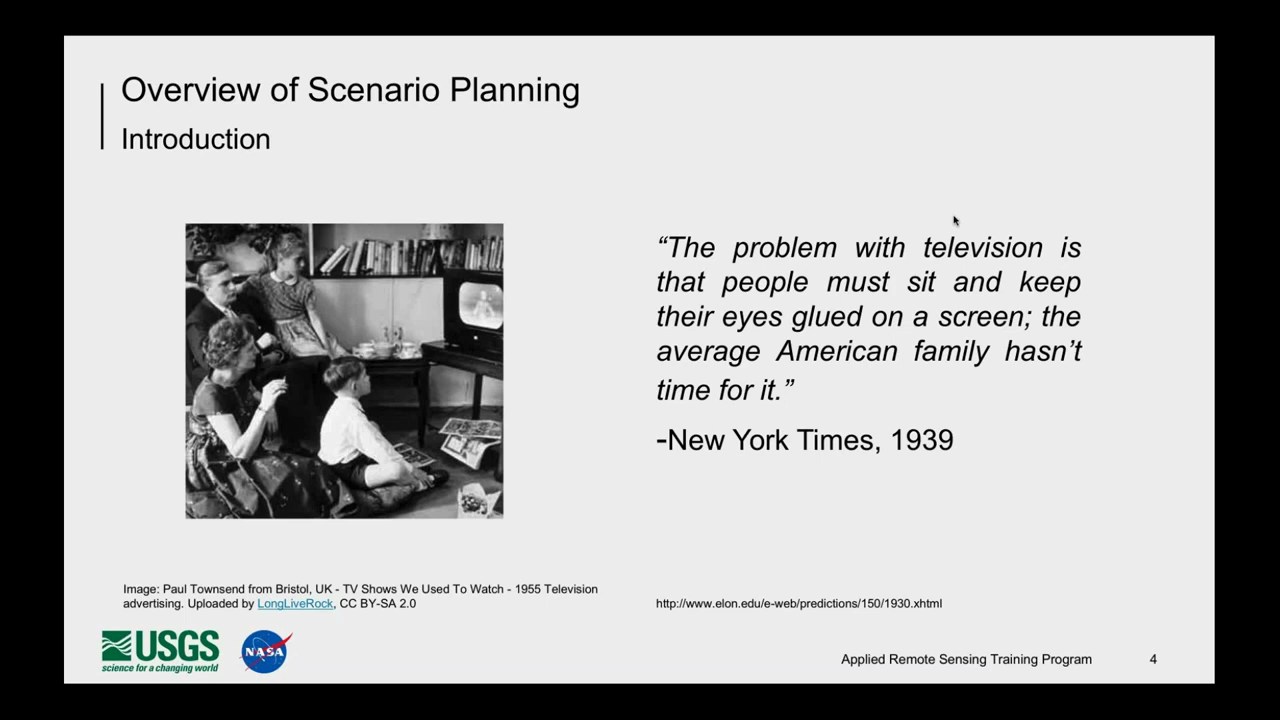 Overview of Scenario Planning
Introduction
“The problem with television is
that people must sit and keep
their eyes glued on a screen; the
average American family hasn’t
time for it.”
-New York Times, 1939
Image: Paul Townsend from Bristol, UK - TV Shows We Used To Watch - 1955 Television
advertising. Uploaded by LongLiveRock, CC BY-SA 2.0
http://www.elon.edu/e-web/predictions/150/1930.xhtml
USGS
science for a changing world
NASA
Applied Remote Sensing Training Program
4